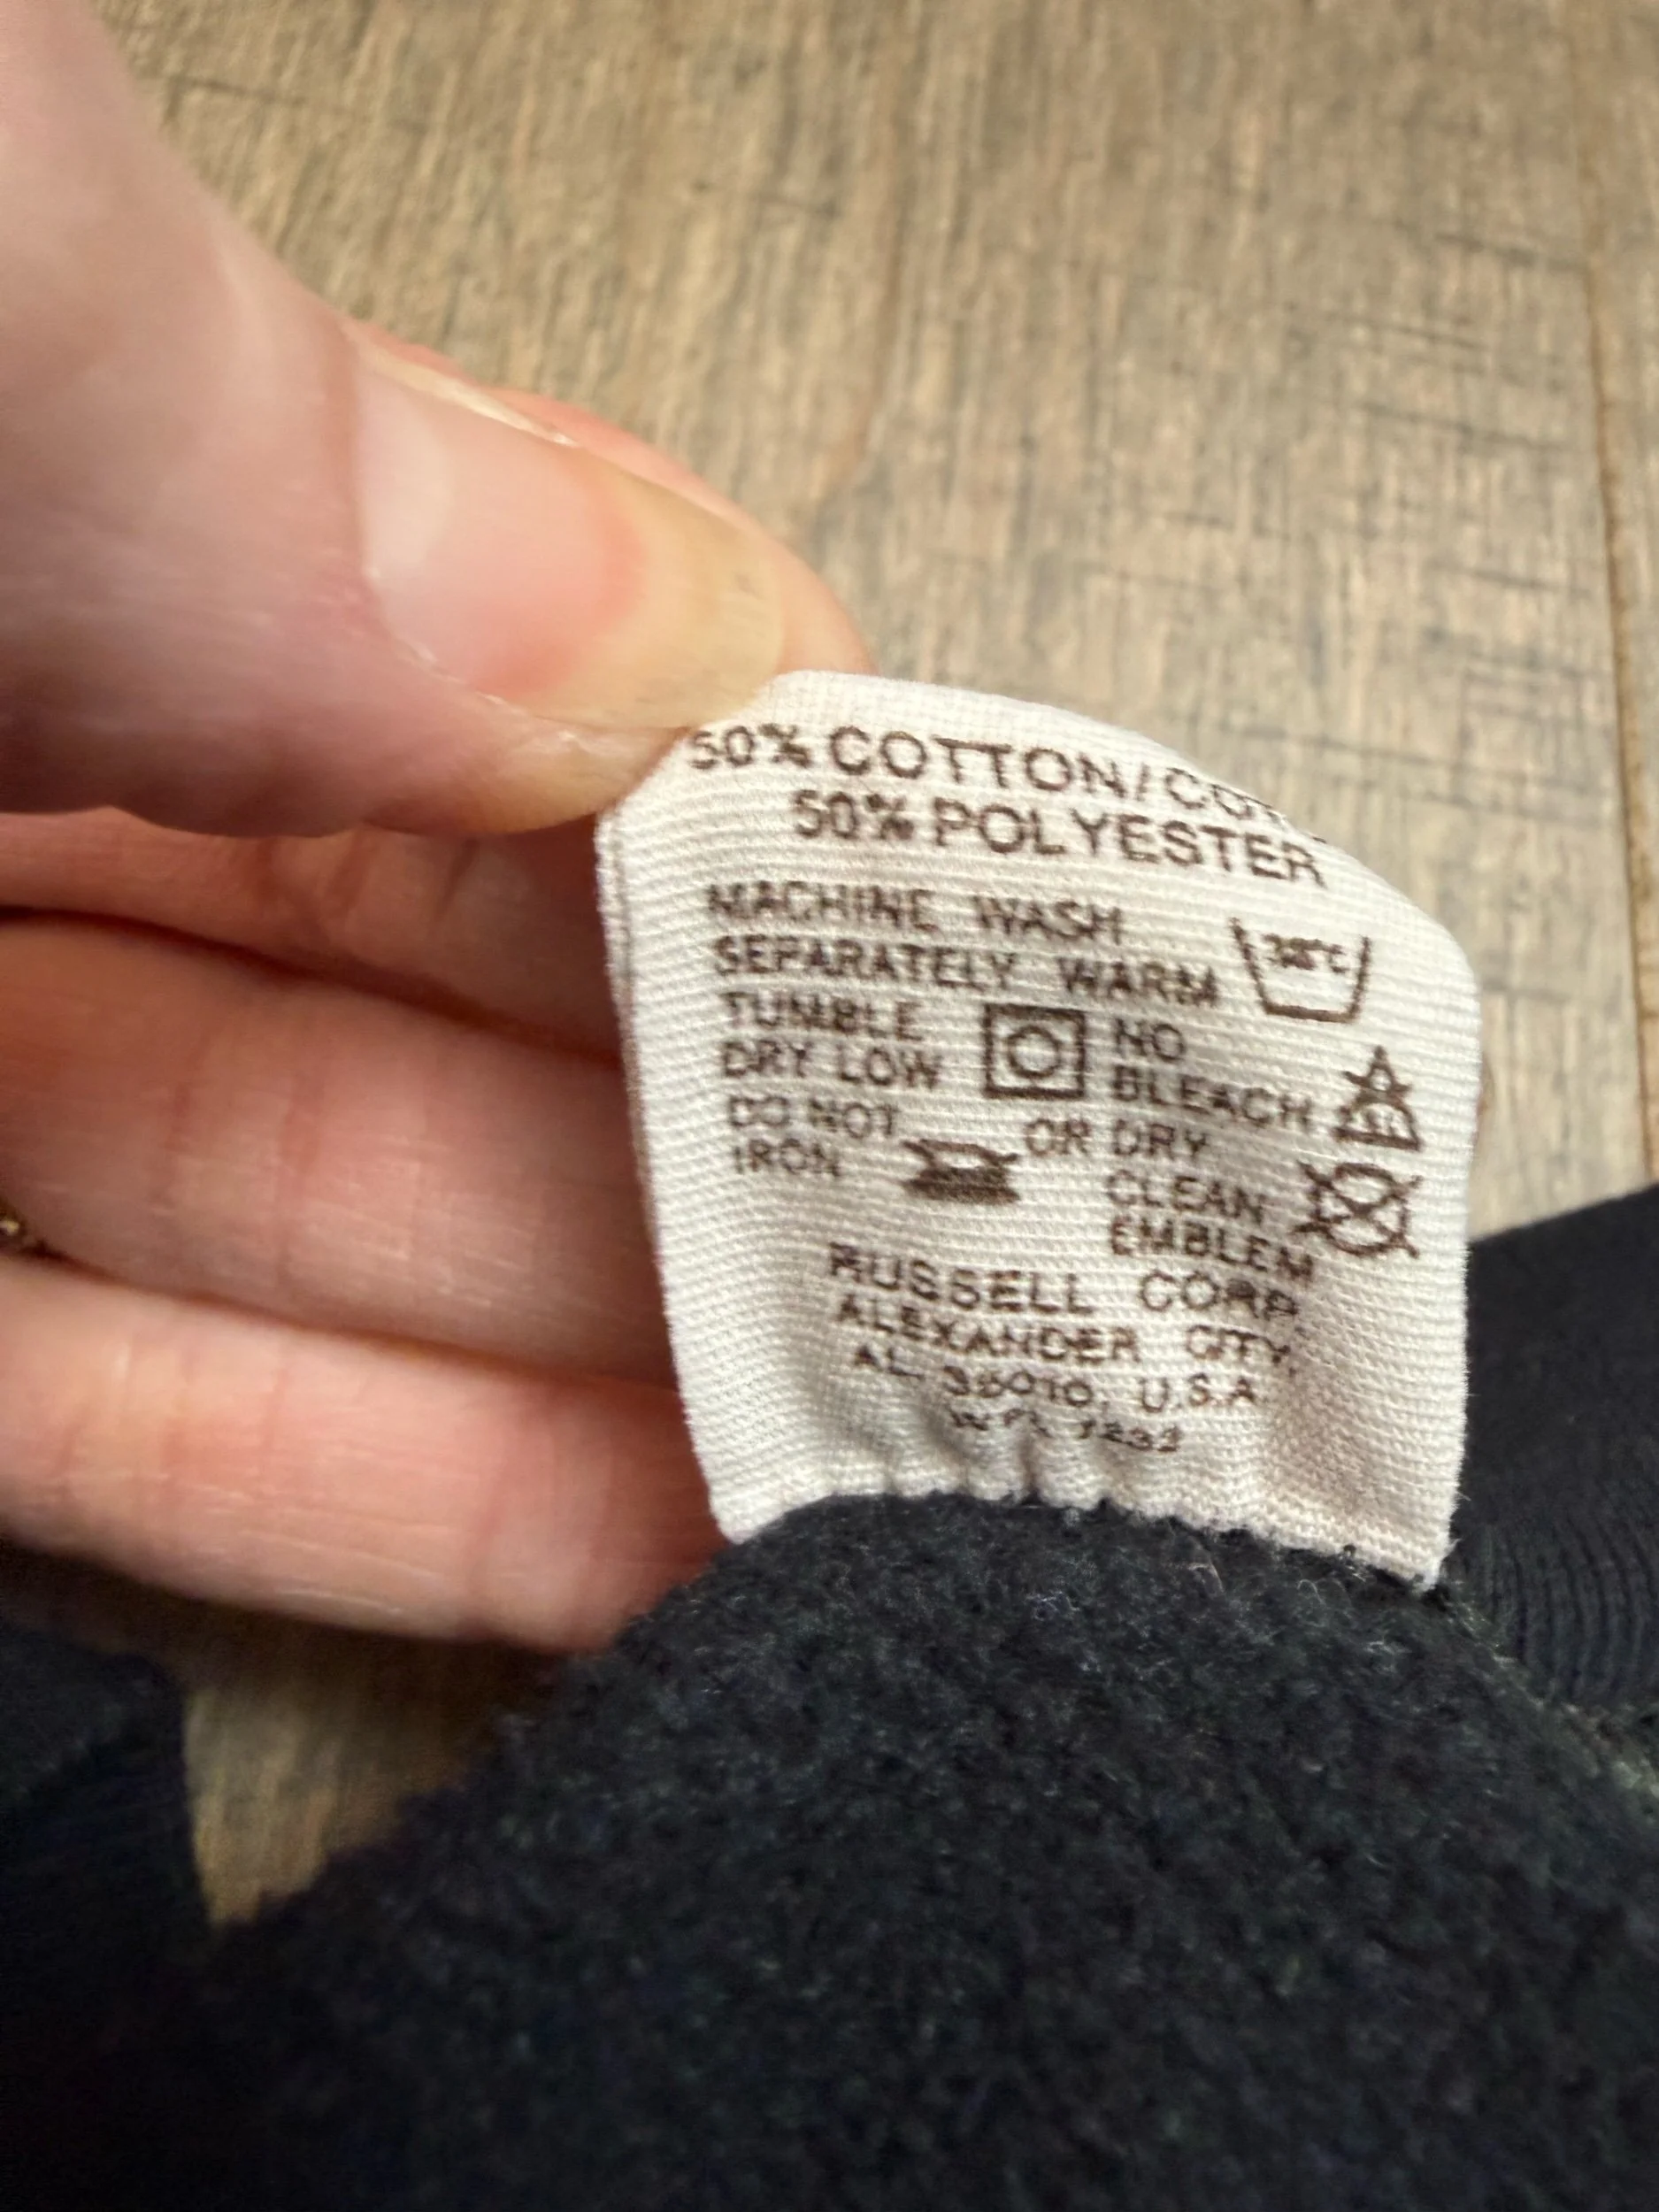 50% COTTON/
50% POLYESTER
MACHINE WASH
SEPARATELY WARM
TUMBLE
DRY LOW
NO
BLEACH
DO NOT
IRON
OR DRY
CLEAN
EMBLEM
RUSSELL CORP.
ALEXANDER CITY,
AL. 35010, U.S.A.